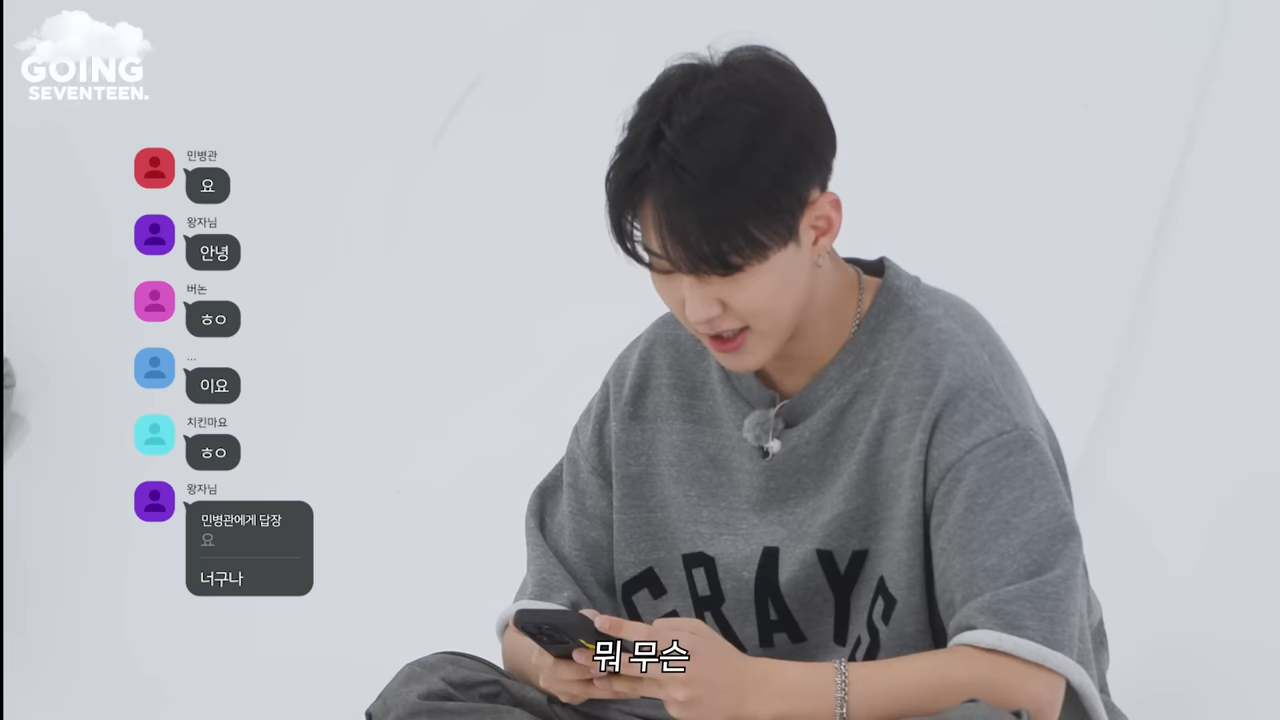 GOING
SEVENTEEN.
민병관
요
왕자님
안녕
버논
ㅎㅇ
...
이요
치킨마요
ㅎㅇ
왕자님
민병관에게 답장
요
너구나
GRAYS
뭐 무슨